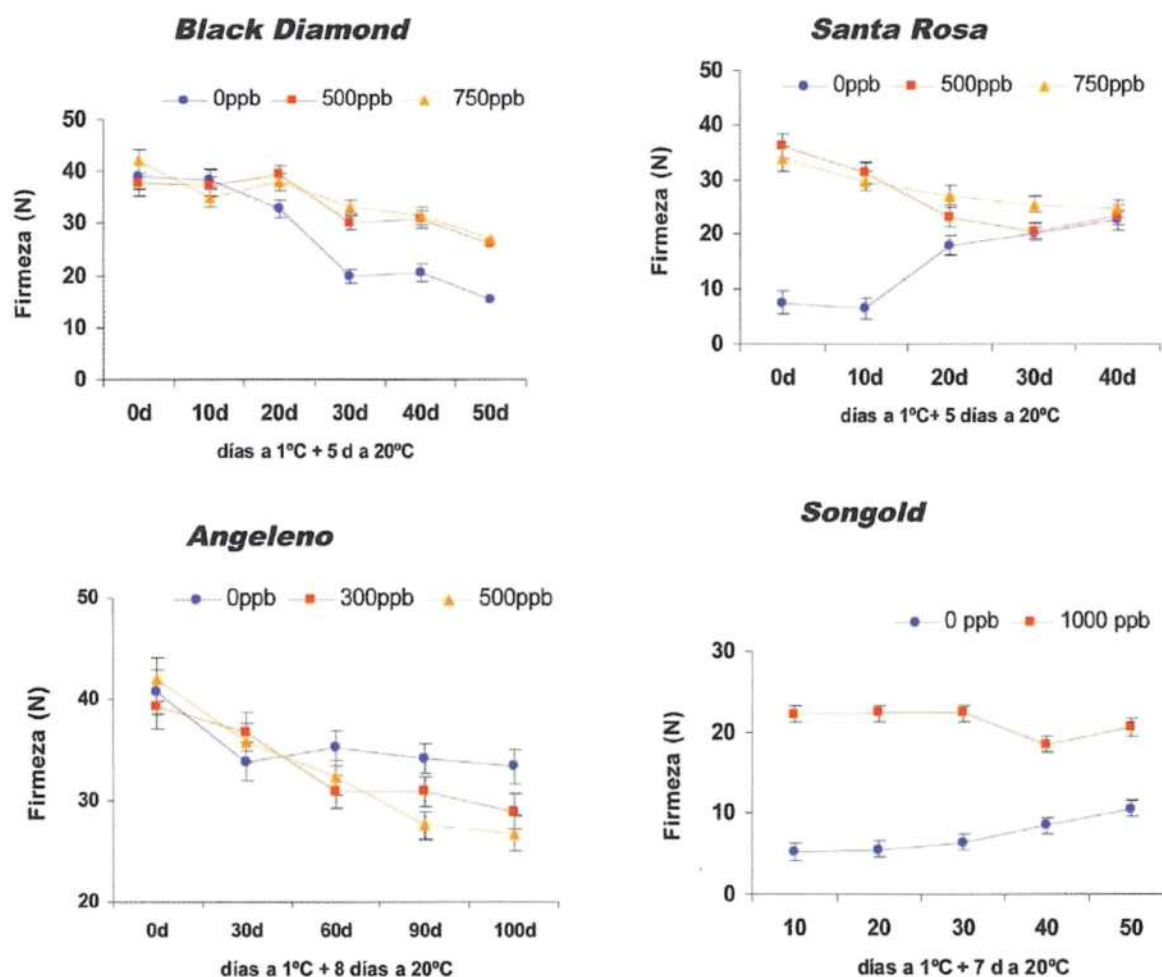 Black Diamond
0ppb 500ppb 750ppb
Firmeza (N)
50
40
30
20
10
0
0d 10d 20d 30d 40d 50d
días a 1ºC + 5 d a 20ºC
Santa Rosa
0ppb 500ppb 750ppb
Firmeza (N)
50
40
30
20
10
0
0d 10d 20d 30d 40d
días a 1ºC+ 5 días a 20ºC
Angeleno
0ppb 300ppb 500ppb
Firmeza (N)
50
40
30
20
0d 30d 60d 90d 100d
días a 1ºC + 8 días a 20ºC
Songold
0 ppb 1000 ppb
Firmeza (N)
30
20
10
0
10 20 30 40 50
días a 1ºC + 7 d a 20ºC